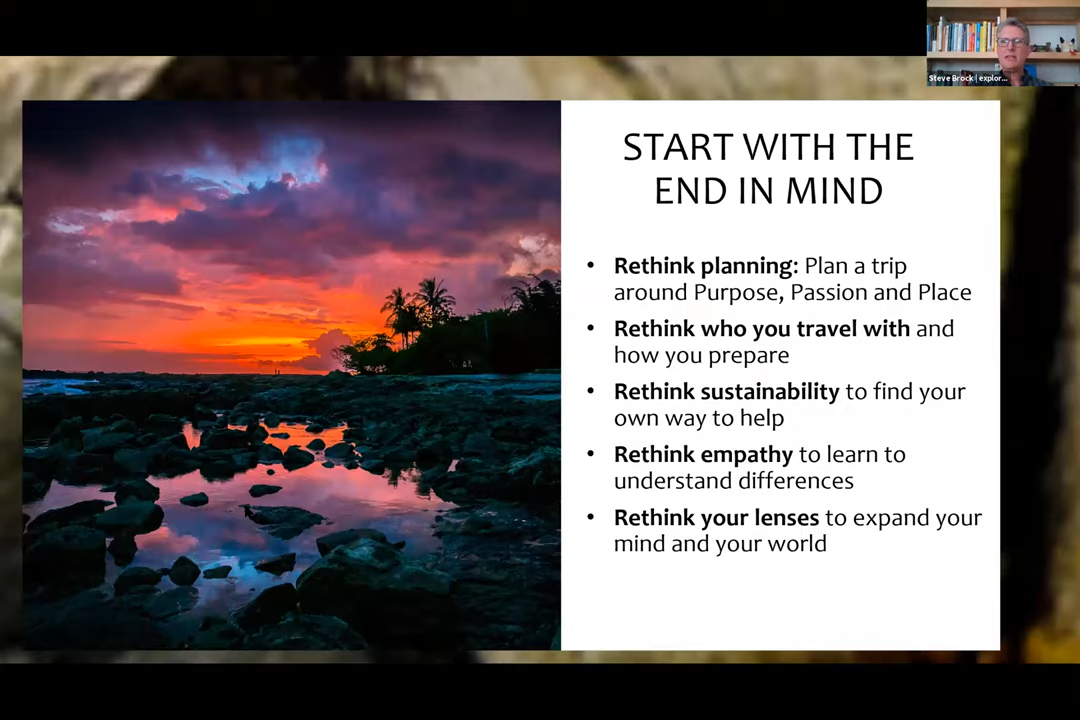 Steve Brock | explor...
START WITH THE
END IN MIND
• Rethink planning: Plan a trip
around Purpose, Passion and Place
• Rethink who you travel with and
how you prepare
• Rethink sustainability to find your
own way to help
• Rethink empathy to learn to
understand differences
• Rethink your lenses to expand your
mind and your world